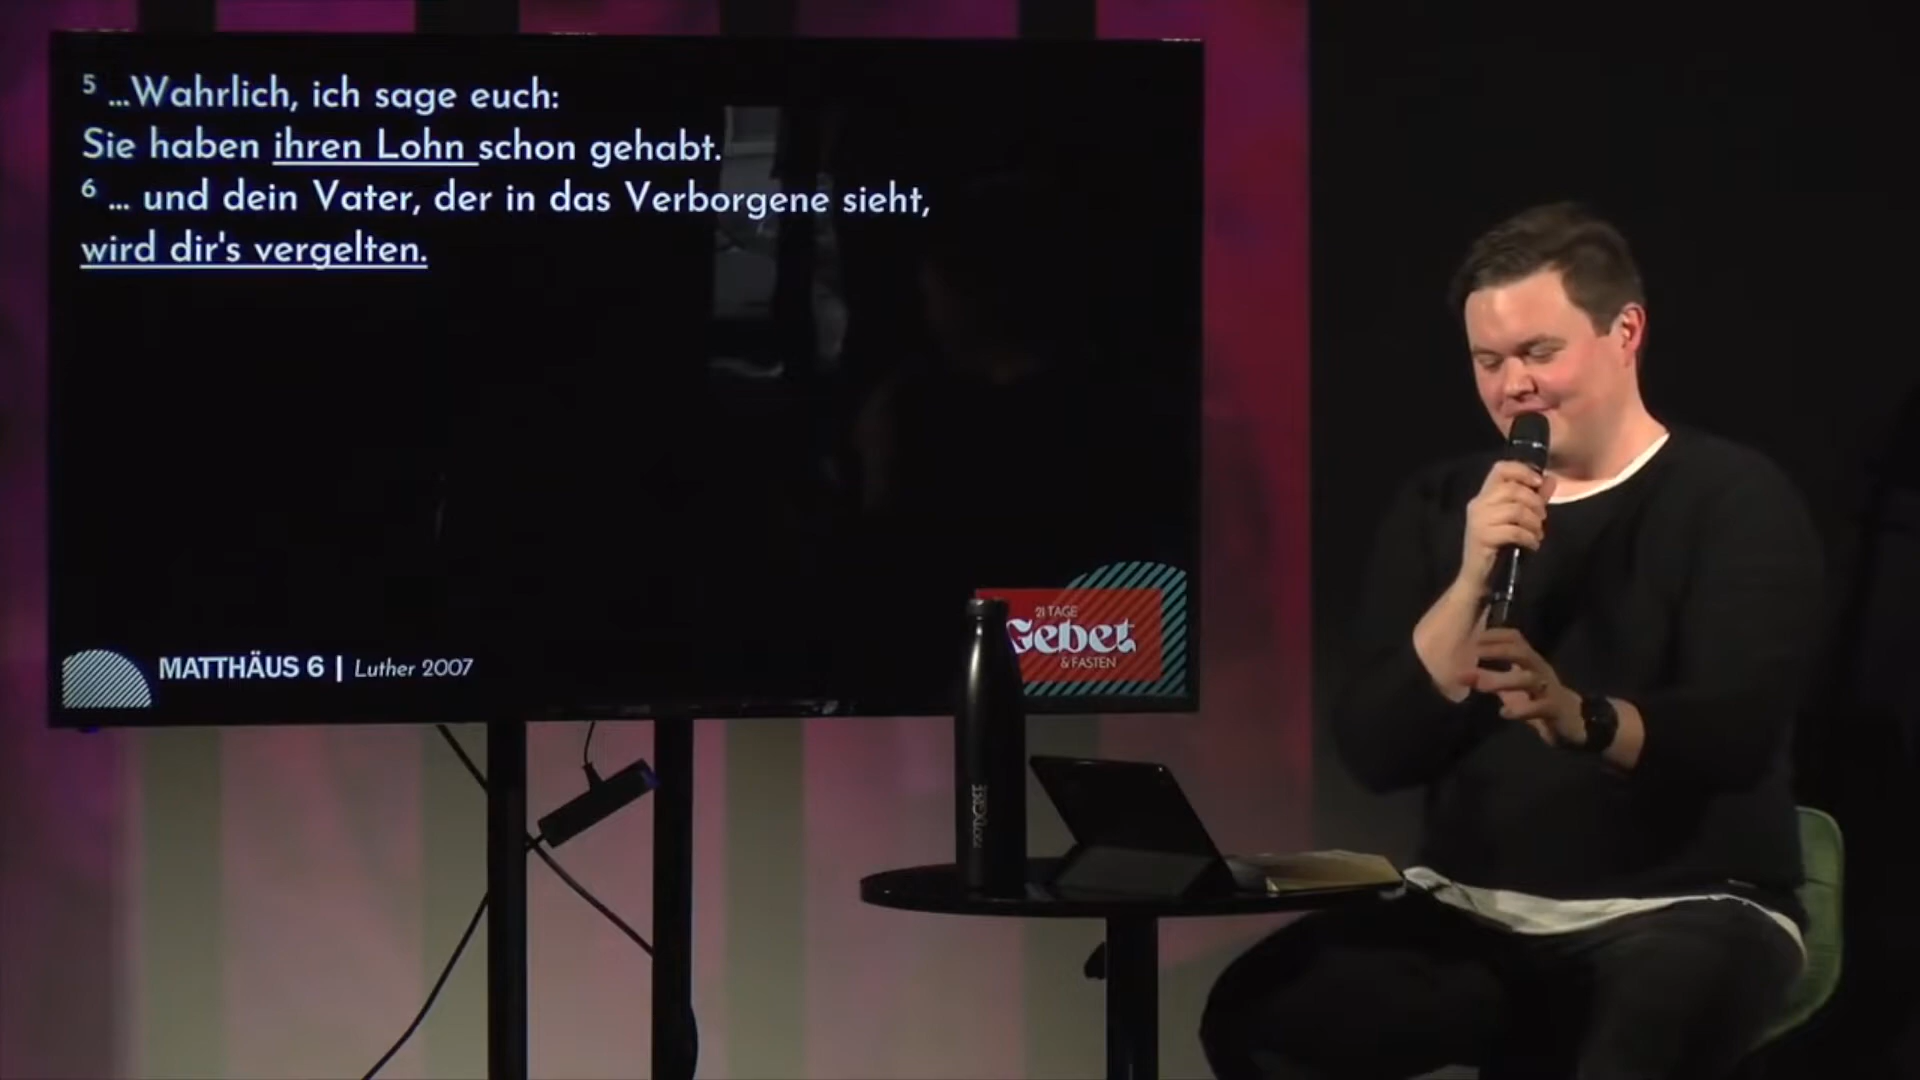 5 ...Wahrlich, ich sage euch:
Sie haben ihren Lohn schon gehabt.
6 ... und dein Vater, der in das Verborgene sieht,
wird dir's vergelten.
21 TAGE
Gebet
& FASTEN
MATTHÄUS 6 | Luther 2007